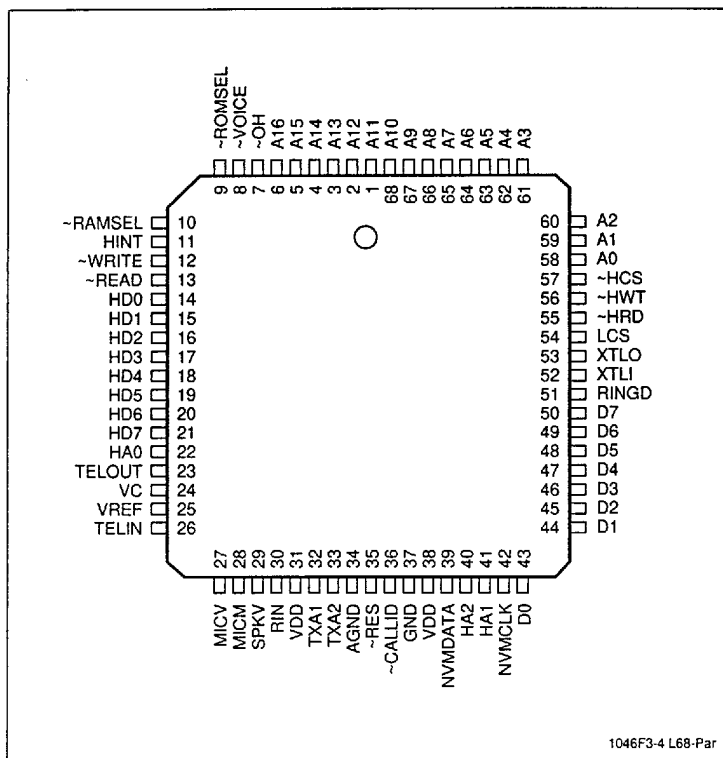 ~ROMSEL
~VOICE
~OH
A16
A15
A14
A13
A12
A11
A10
A9
A8
A7
A6
A5
A4
A3
9
8
7
6
5
4
3
2
1
68
67
66
65
64
63
62
61
~RAMSEL 10
HINT 11
~WRITE 12
~READ 13
HD0 14
HD1 15
HD2 16
HD3 17
HD4 18
HD5 19
HD6 20
HD7 21
HA0 22
TELOUT 23
VC 24
VREF 25
TELIN 26
60 A2
59 A1
58 A0
57 ~HCS
56 ~HWT
55 ~HRD
54 LCS
53 XTLO
52 XTLI
51 RINGD
50 D7
49 D6
48 D5
47 D4
46 D3
45 D2
44 D1
27
28
29
30
31
32
33
34
35
36
37
38
39
40
41
42
43
MICV
MICM
SPKV
RIN
VDD
TXA1
TXA2
AGND
~RES
~CALLID
GND
VDD
NVMDATA
HA2
HA1
NVMCLK
D0
1046F3-4 L68-Par